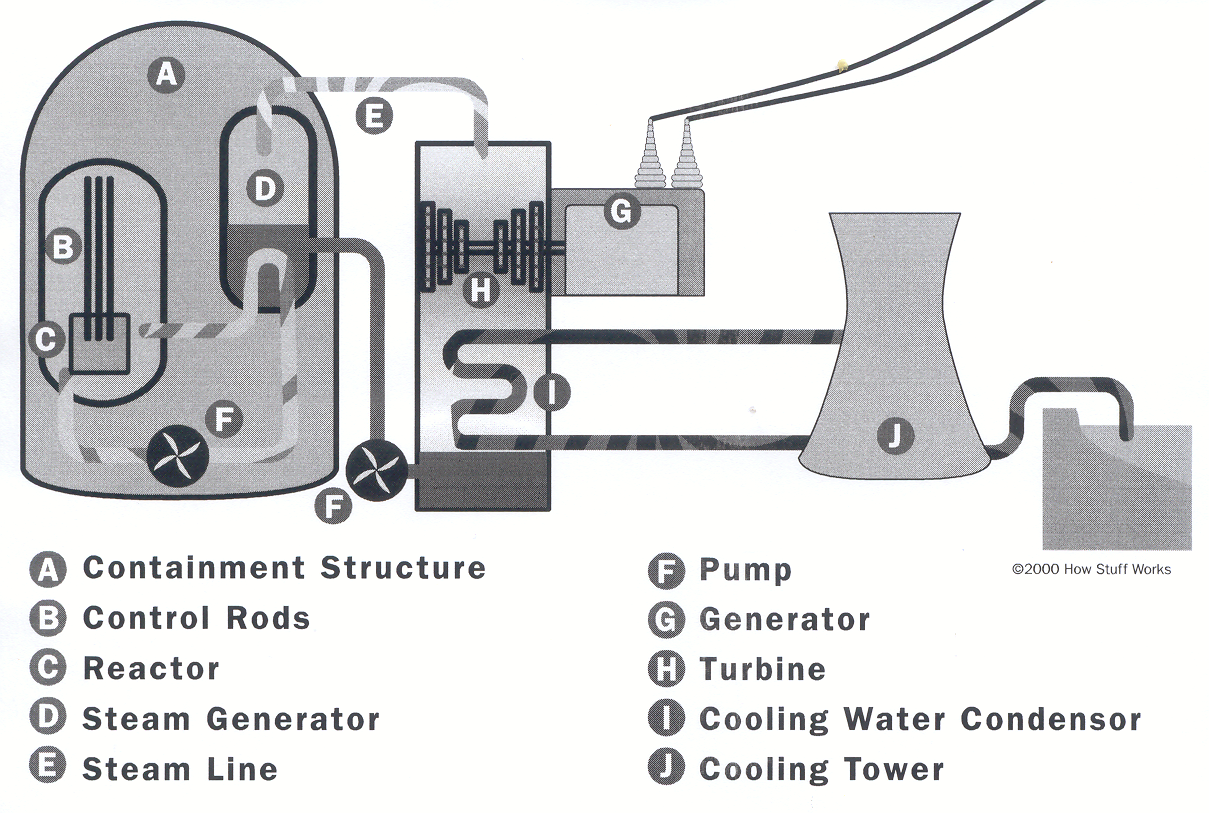 A
E
D
G
B
H
C
I
F
J
F
A Containment Structure
B Control Rods
C Reactor
D Steam Generator
E Steam Line
F Pump
G Generator
H Turbine
I Cooling Water Condensor
J Cooling Tower
©2000 How Stuff Works